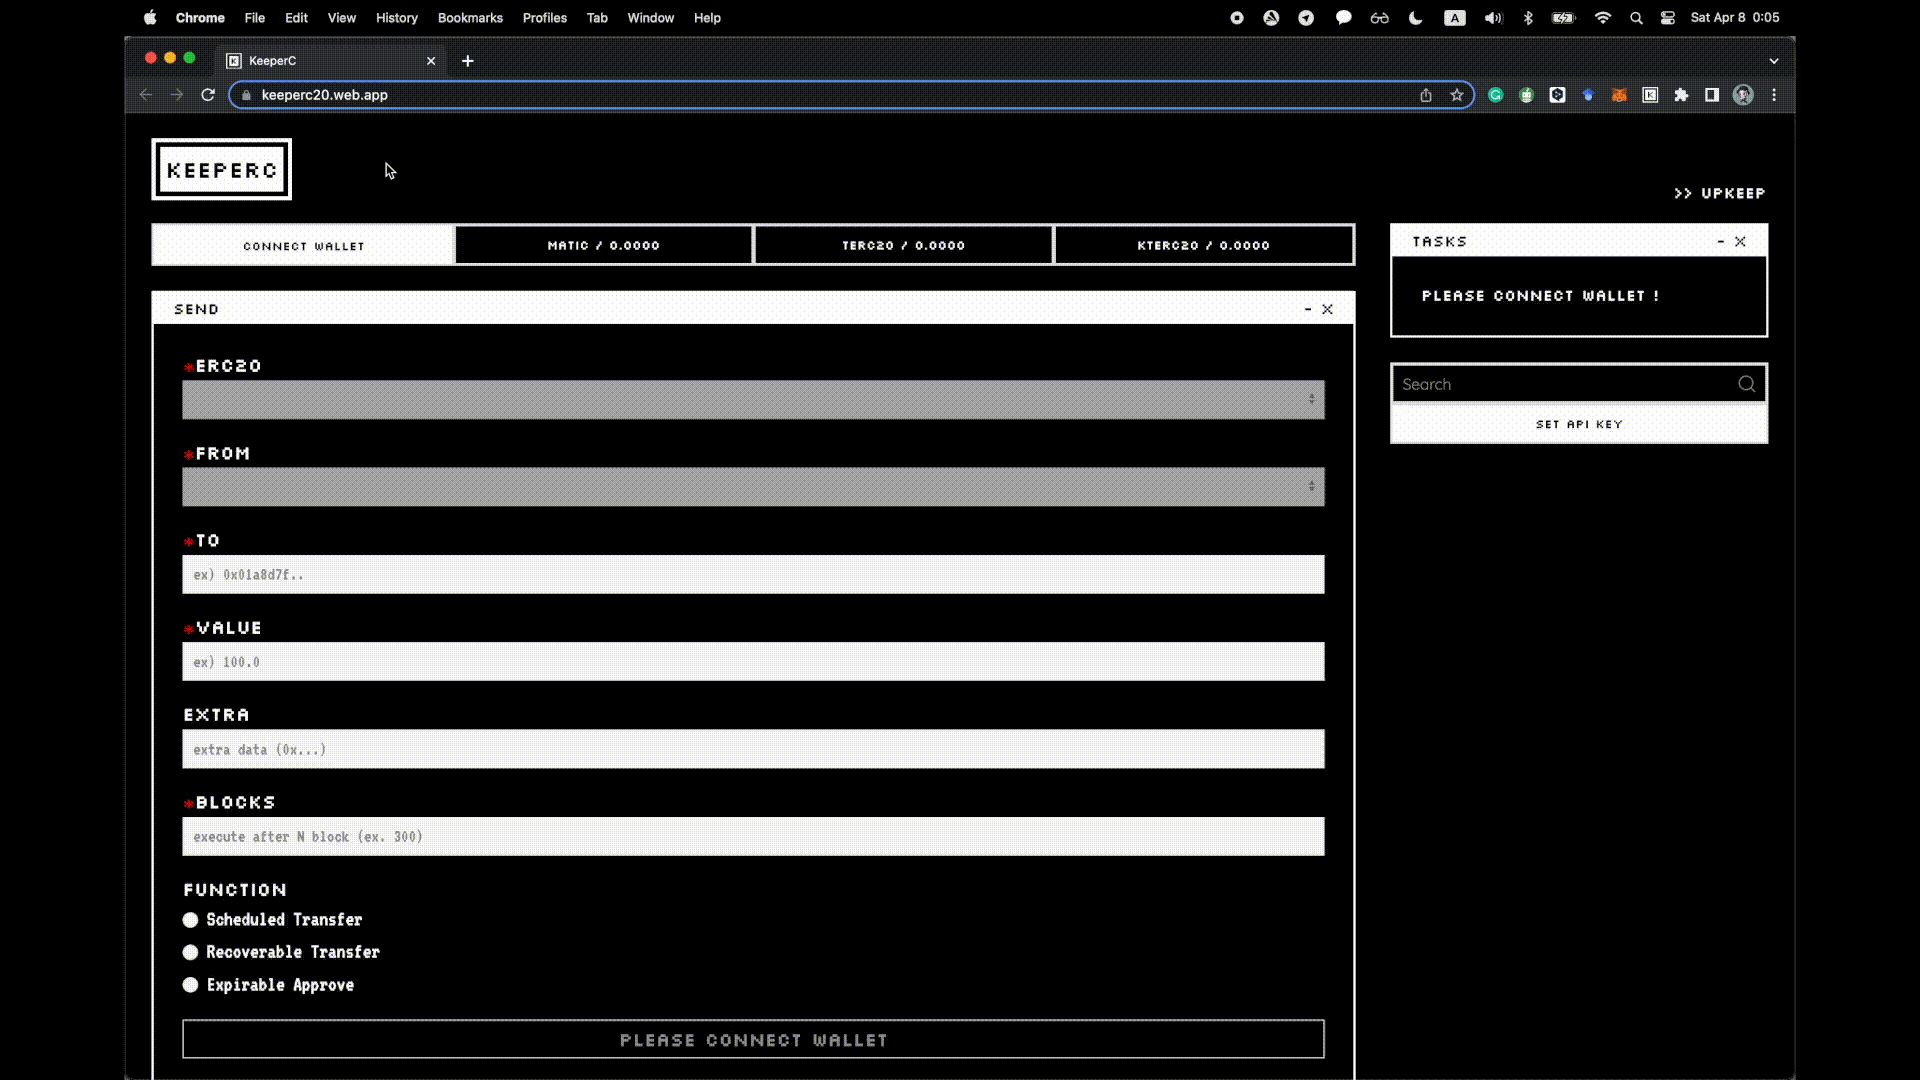 Chrome File Edit View History Bookmarks Profiles Tab Window Help A Sat Apr 8 0:05
K KeeperC
keeperc20.web.app
KEEPERC
>> UPKEEP
CONNECT WALLET MATIC / 0.0000 TERC20 / 0.0000 KTERC20 / 0.0000
TASKS - X
PLEASE CONNECT WALLET !
SEND - X
Search
SET API KEY
*ERC20
*FROM
*TO
ex) 0x01a8d7f..
*VALUE
ex) 100.0
EXTRA
extra data (0x...)
*BLOCKS
execute after N block (ex. 300)
FUNCTION
Scheduled Transfer
Recoverable Transfer
Expirable Approve
PLEASE CONNECT WALLET